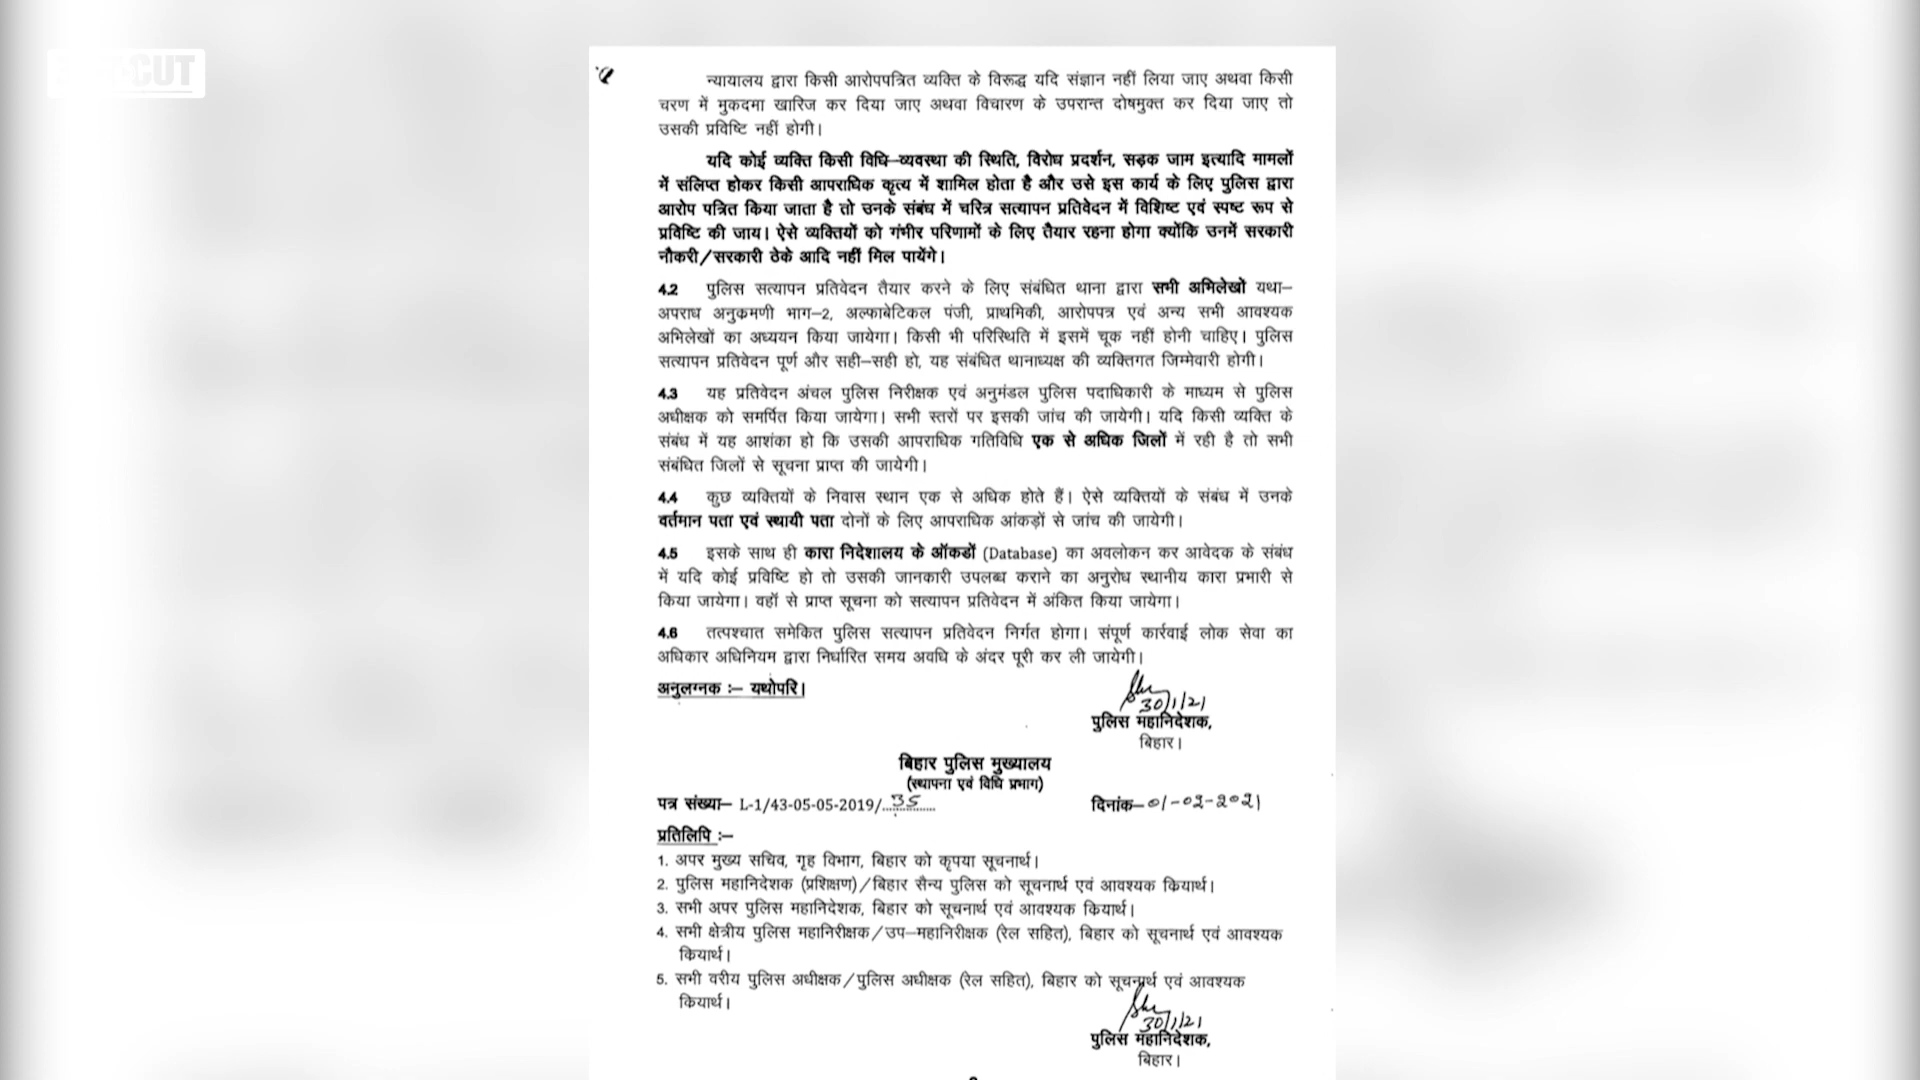 CUT
न्यायालय द्वारा किसी आरोपपत्रित व्यक्ति के विरूद्ध यदि संज्ञान नहीं लिया जाए अथवा किसी
चरण में मुकदमा खारिज कर दिया जाए अथवा विचारण के उपरान्त दोषमुक्त कर दिया जाए तो
उसकी प्रविष्टि नहीं होगी।
यदि कोई व्यक्ति किसी विधि–व्यवस्था की स्थिति, विरोध प्रदर्शन, सड़क जाम इत्यादि मामलों
में संलिप्त होकर किसी आपराधिक कृत्य में शामिल होता है और उसे इस कार्य के लिए पुलिस द्वारा
आरोप पत्रित किया जाता है तो उनके संबंध में चरित्र सत्यापन प्रतिवेदन में विशिष्ट एवं स्पष्ट रूप से
प्रविष्टि की जाय। ऐसे व्यक्तियों को गंभीर परिणामों के लिए तैयार रहना होगा क्योंकि उनमें सरकारी
नौकरी/सरकारी ठेके आदि नहीं मिल पायेंगे।
4.2 पुलिस सत्यापन प्रतिवेदन तैयार करने के लिए संबंधित थाना द्वारा सभी अभिलेखों यथा–
अपराध अनुक्रमणी भाग–2, अल्फाबेटिकल पंजी, प्राथमिकी, आरोपपत्र एवं अन्य सभी आवश्यक
अभिलेखों का अध्ययन किया जायेगा। किसी भी परिस्थिति में इसमें चूक नहीं होनी चाहिए। पुलिस
सत्यापन प्रतिवेदन पूर्ण और सही–सही हो, यह संबंधित थानाध्यक्ष की व्यक्तिगत जिम्मेवारी होगी।
4.3 यह प्रतिवेदन अंचल पुलिस निरीक्षक एवं अनुमंडल पुलिस पदाधिकारी के माध्यम से पुलिस
अधीक्षक को समर्पित किया जायेगा। सभी स्तरों पर इसकी जांच की जायेगी। यदि किसी व्यक्ति के
संबंध में यह आशंका हो कि उसकी आपराधिक गतिविधि एक से अधिक जिलों में रही है तो सभी
संबंधित जिलों से सूचना प्राप्त की जायेगी।
4.4 कुछ व्यक्तियों के निवास स्थान एक से अधिक होते हैं। ऐसे व्यक्तियों के संबंध में उनके
वर्तमान पता एवं स्थायी पता दोनों के लिए आपराधिक आंकड़ों से जांच की जायेगी।
4.5 इसके साथ ही कारा निदेशालय के ऑकडों (Database) का अवलोकन कर आवेदक के संबंध
में यदि कोई प्रविष्टि हो तो उसकी जानकारी उपलब्ध कराने का अनुरोध स्थानीय कारा प्रभारी से
किया जायेगा। वहॉ से प्राप्त सूचना को सत्यापन प्रतिवेदन में अंकित किया जायेगा।
4.6 तत्पश्चात समेकित पुलिस सत्यापन प्रतिवेदन निर्गत होगा। संपूर्ण कार्रवाई लोक सेवा का
अधिकार अधिनियम द्वारा निर्धारित समय अवधि के अंदर पूरी कर ली जायेगी।
अनुलग्नक :– यथोपरि।
30/1/21
पुलिस महानिदेशक,
बिहार।
बिहार पुलिस मुख्यालय
(स्थापना एवं विधि प्रभाग)
पत्र संख्या– L-1/43-05-05-2019/...35...... दिनांक–01-02-2021
प्रतिलिपि :–
1. अपर मुख्य सचिव, गृह विभाग, बिहार को कृपया सूचनार्थ।
2. पुलिस महानिदेशक (प्रशिक्षण)/बिहार सैन्य पुलिस को सूचनार्थ एवं आवश्यक कियार्थ।
3. सभी अपर पुलिस महानिदेशक, बिहार को सूचनार्थ एवं आवश्यक कियार्थ।
4. सभी क्षेत्रीय पुलिस महानिरीक्षक/उप–महानिरीक्षक (रेल सहित), बिहार को सूचनार्थ एवं आवश्यक
कियार्थ।
5. सभी वरीय पुलिस अधीक्षक/पुलिस अधीक्षक (रेल सहित), बिहार को सूचनार्थ एवं आवश्यक
कियार्थ।
30/1/21
पुलिस महानिदेशक,
बिहार।